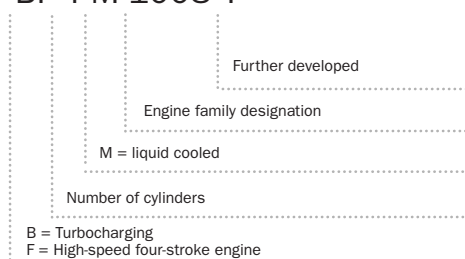 Further developed
Engine family designation
M = liquid cooled
Number of cylinders
B = Turbocharging
F = High-speed four-stroke engine